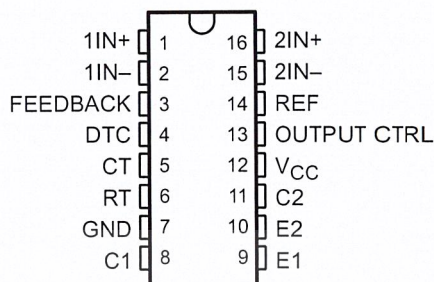 1IN+ 1 16 2IN+
1IN– 2 15 2IN–
FEEDBACK 3 14 REF
DTC 4 13 OUTPUT CTRL
CT 5 12 VCC
RT 6 11 C2
GND 7 10 E2
C1 8 9 E1